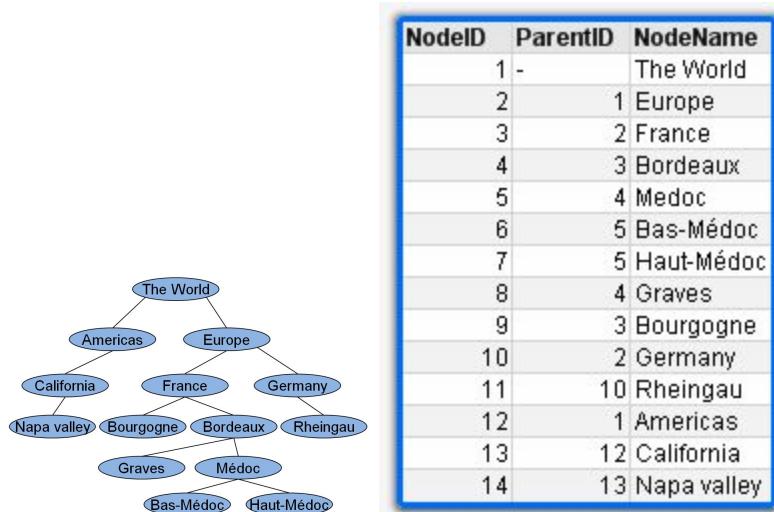 The World
Americas Europe
California France Germany
Napa valley Bourgogne Bordeaux Rheingau
Graves Médoc
Bas-Médoc Haut-Médoc
NodeID ParentID NodeName
1 - The World
2 1 Europe
3 2 France
4 3 Bordeaux
5 4 Medoc
6 5 Bas-Médoc
7 5 Haut-Médoc
8 4 Graves
9 3 Bourgogne
10 2 Germany
11 10 Rheingau
12 1 Americas
13 12 California
14 13 Napa valley